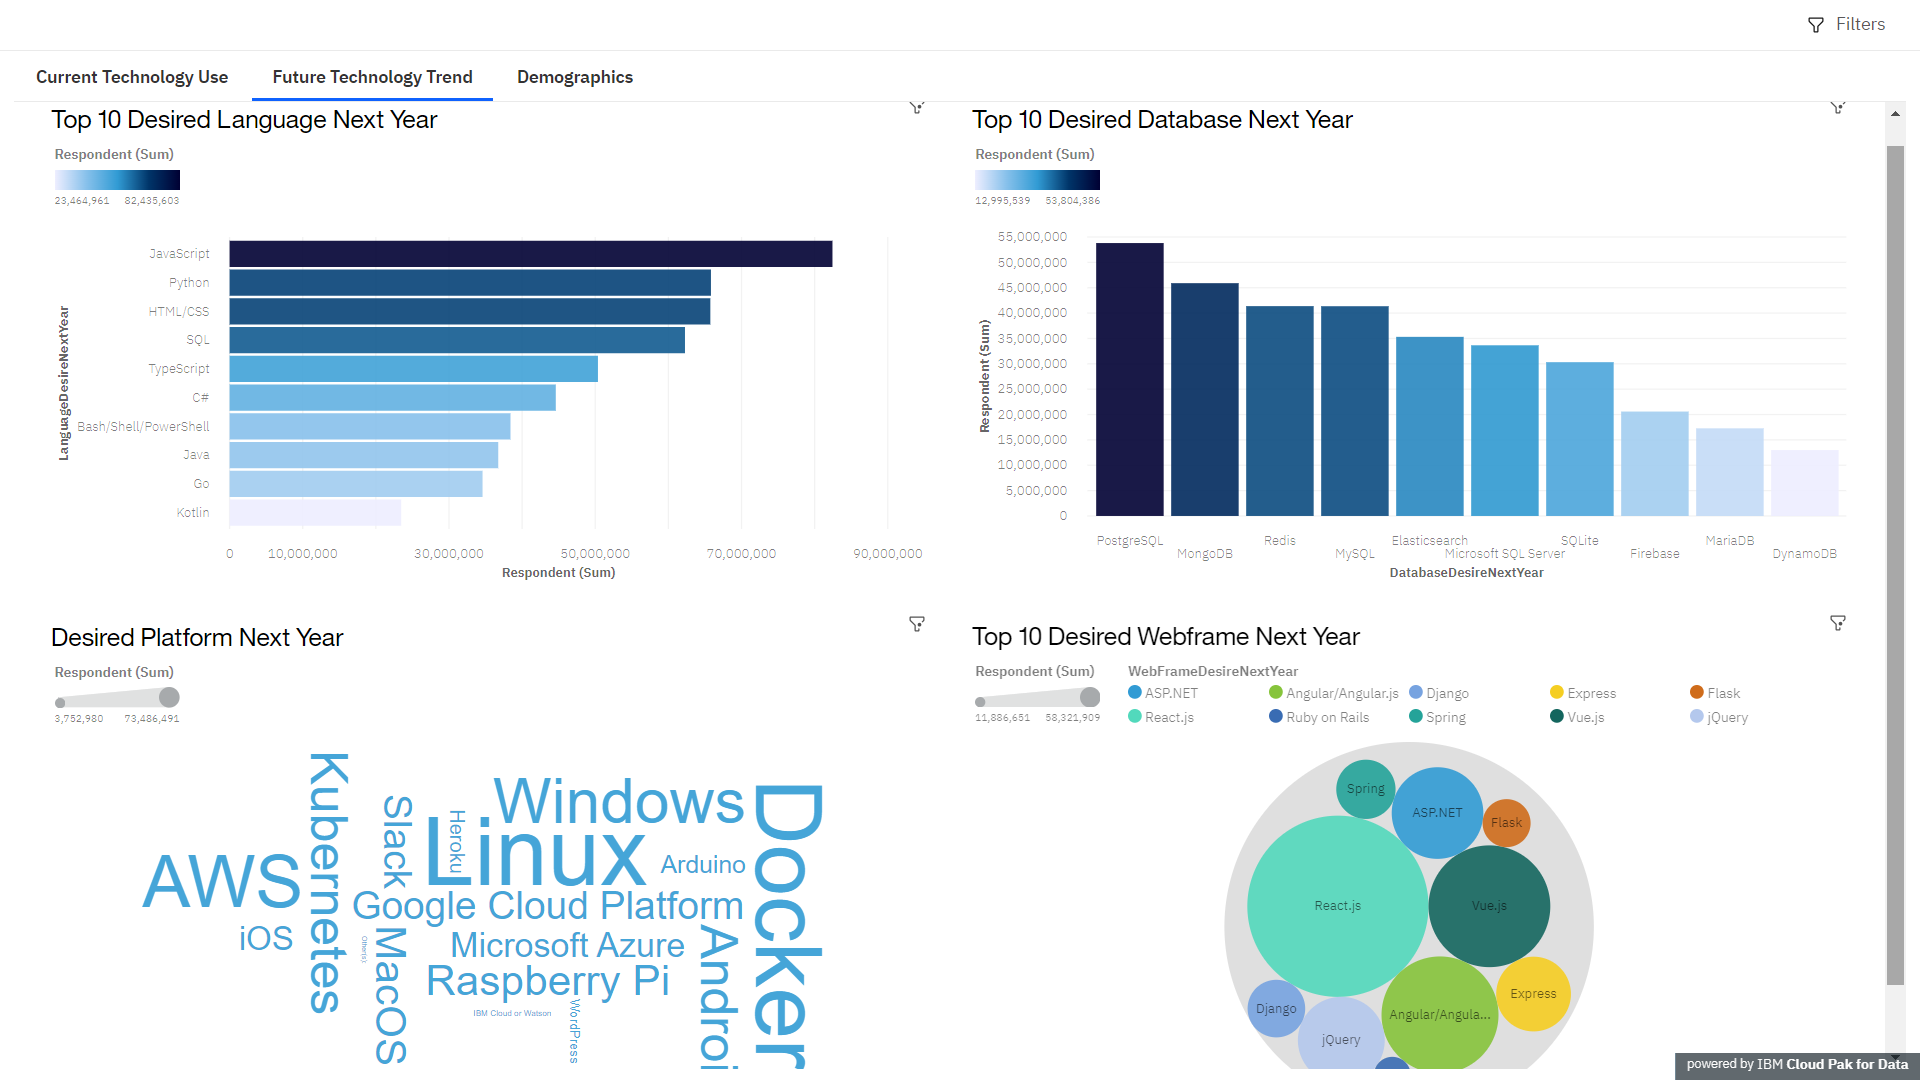 Filters
Current Technology Use
Future Technology Trend
Demographics
Top 10 Desired Language Next Year
Respondent (Sum)
23,464,961 82,435,603
LanguageDesireNextYear
JavaScript
Python
HTML/CSS
SQL
TypeScript
C#
Bash/Shell/PowerShell
Java
Go
Kotlin
0 10,000,000 30,000,000 50,000,000 70,000,000 90,000,000
Respondent (Sum)
Top 10 Desired Database Next Year
Respondent (Sum)
12,995,539 53,804,386
Respondent (Sum)
55,000,000
50,000,000
45,000,000
40,000,000
35,000,000
30,000,000
25,000,000
20,000,000
15,000,000
10,000,000
5,000,000
0
PostgreSQL
MongoDB
Redis
MySQL
Elasticsearch
Microsoft SQL Server
SQLite
Firebase
MariaDB
DynamoDB
DatabaseDesireNextYear
Desired Platform Next Year
Respondent (Sum)
3,752,980 73,486,491
AWS
iOS
Kubernetes
Slack
MacOS
Heroku
Windows
Linux
Arduino
Google Cloud Platform
Microsoft Azure
Raspberry Pi
IBM Cloud or Watson
WordPress
Androi
Docker
Top 10 Desired Webframe Next Year
Respondent (Sum)
11,886,651 58,321,909
WebFrameDesireNextYear
ASP.NET Angular/Angular.js Django Express Flask
React.js Ruby on Rails Spring Vue.js jQuery
Spring
ASP.NET
Flask
React.js
Vue.js
Express
Django
Angular/Angula...
jQuery
powered by IBM Cloud Pak for Data